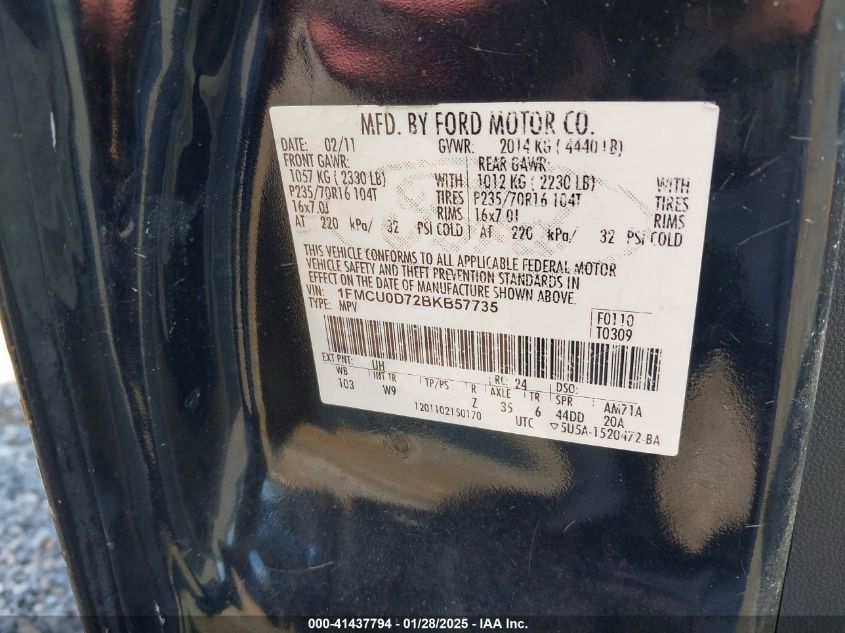 MFD. BY FORD MOTOR CO.
DATE: 02/11 GVWR: 2014 KG ( 4440 LB)
FRONT GAWR: REAR GAWR:
1057 KG ( 2330 LB) WITH 1012 KG ( 2230 LB) WITH
P235/70R16 104T TIRES P235/70R16 104T TIRES
16x7.0J RIMS 16x7.0J RIMS
AT 220 kPa/ 32 PSI COLD AT 220 kPa/ 32 PSI COLD
THIS VEHICLE CONFORMS TO ALL APPLICABLE FEDERAL MOTOR
VEHICLE SAFETY AND THEFT PREVENTION STANDARDS IN
EFFECT ON THE DATE OF MANUFACTURE SHOWN ABOVE.
VIN: 1FMCU0D72BKB57735 F0110
TYPE: MPV T0309
EXT PNT: UH RC: 24 DSO:
WB INT TR TP/PS R AXLE TR SPR AM71A
103 W9 Z 35 6 44DD 20A
1201102150170 UTC ▽5U5A-1520472-BA
000-41437794 - 01/28/2025 - IAA Inc.